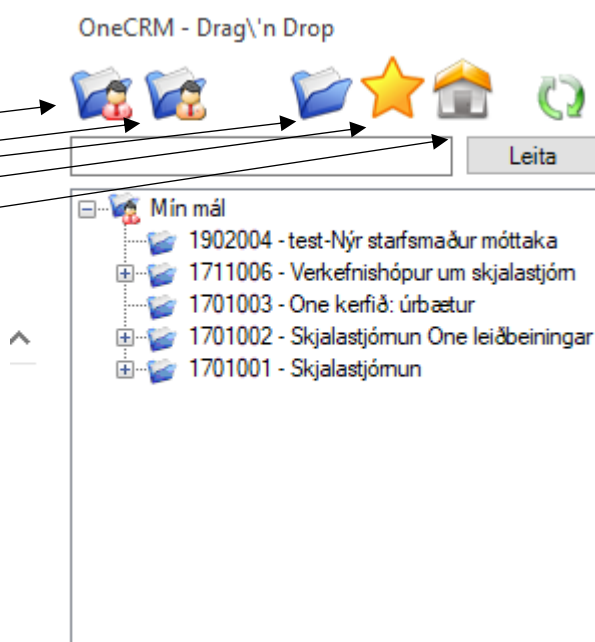 OneCRM - Drag\'n Drop
Leita
Mín mál
1902004 - test-Nýr starfsmaður móttaka
1711006 - Verkefnishópur um skjalastjórn
1701003 - One kerfið: úrbætur
1701002 - Skjalastjórnun One leiðbeiningar
1701001 - Skjalastjórnun